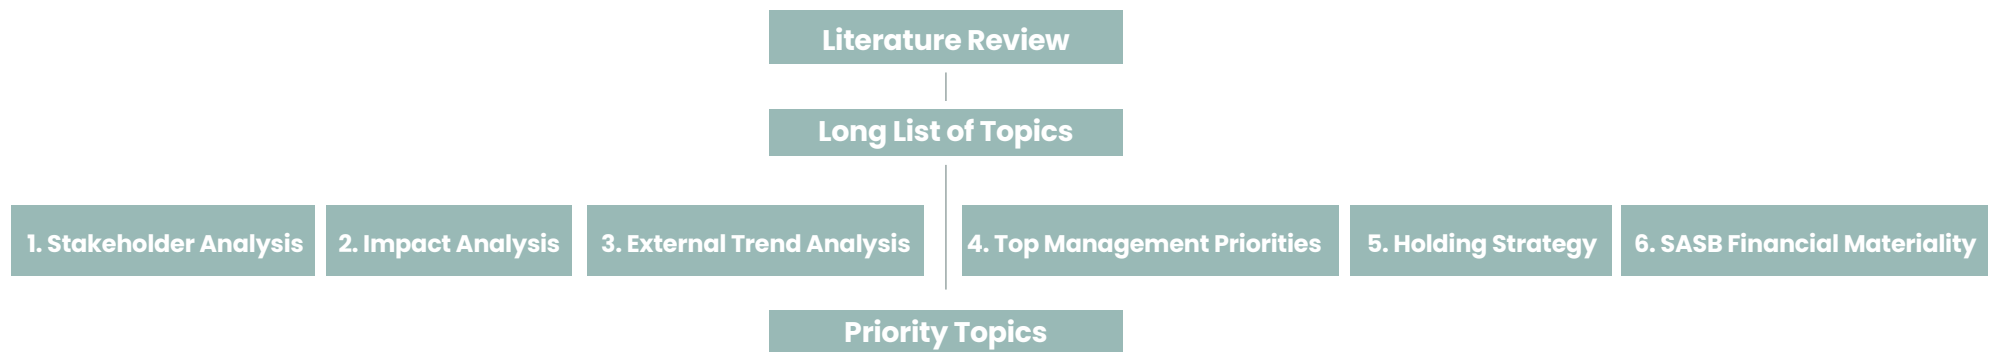 Literature Review
Long List of Topics
1. Stakeholder Analysis
2. Impact Analysis
3. External Trend Analysis
4. Top Management Priorities
5. Holding Strategy
6. SASB Financial Materiality
Priority Topics